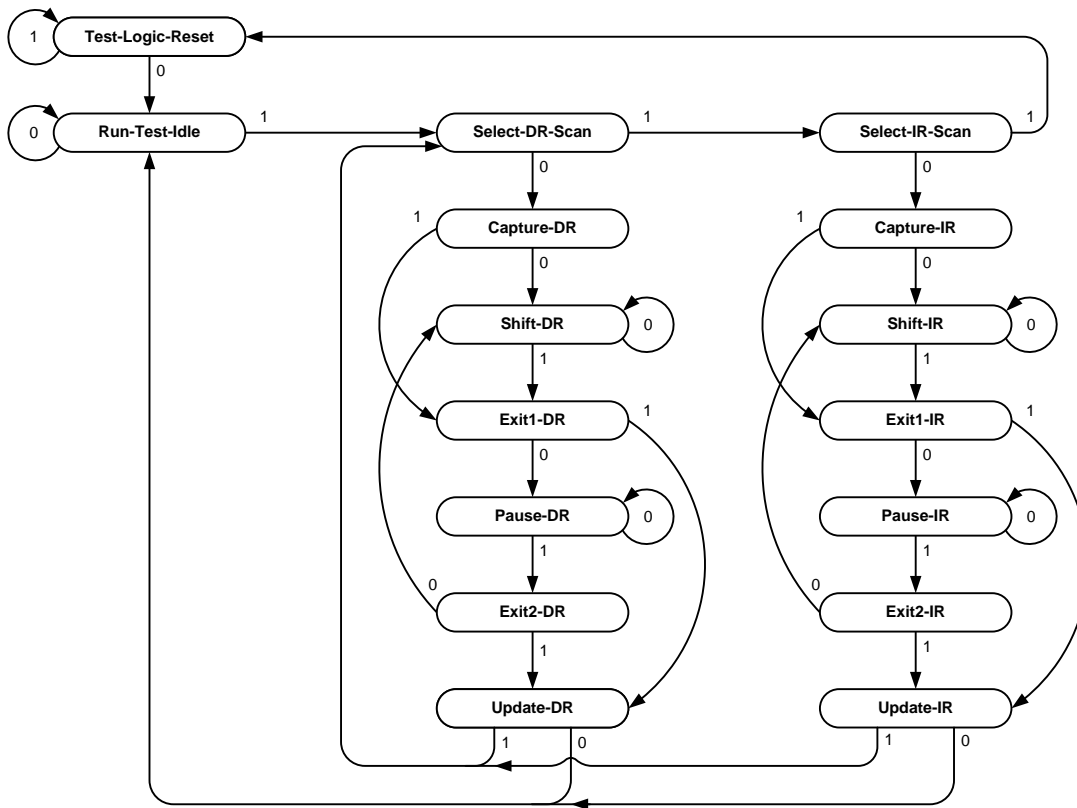 1
Test-Logic-Reset
0
0
Run-Test-Idle
1
Select-DR-Scan
1
Select-IR-Scan
1
0
0
1
Capture-DR
1
Capture-IR
0
0
Shift-DR
0
Shift-IR
0
1
1
Exit1-DR
1
Exit1-IR
1
0
0
Pause-DR
0
Pause-IR
0
1
1
0
Exit2-DR
0
Exit2-IR
1
1
Update-DR
Update-IR
1
0
1
0